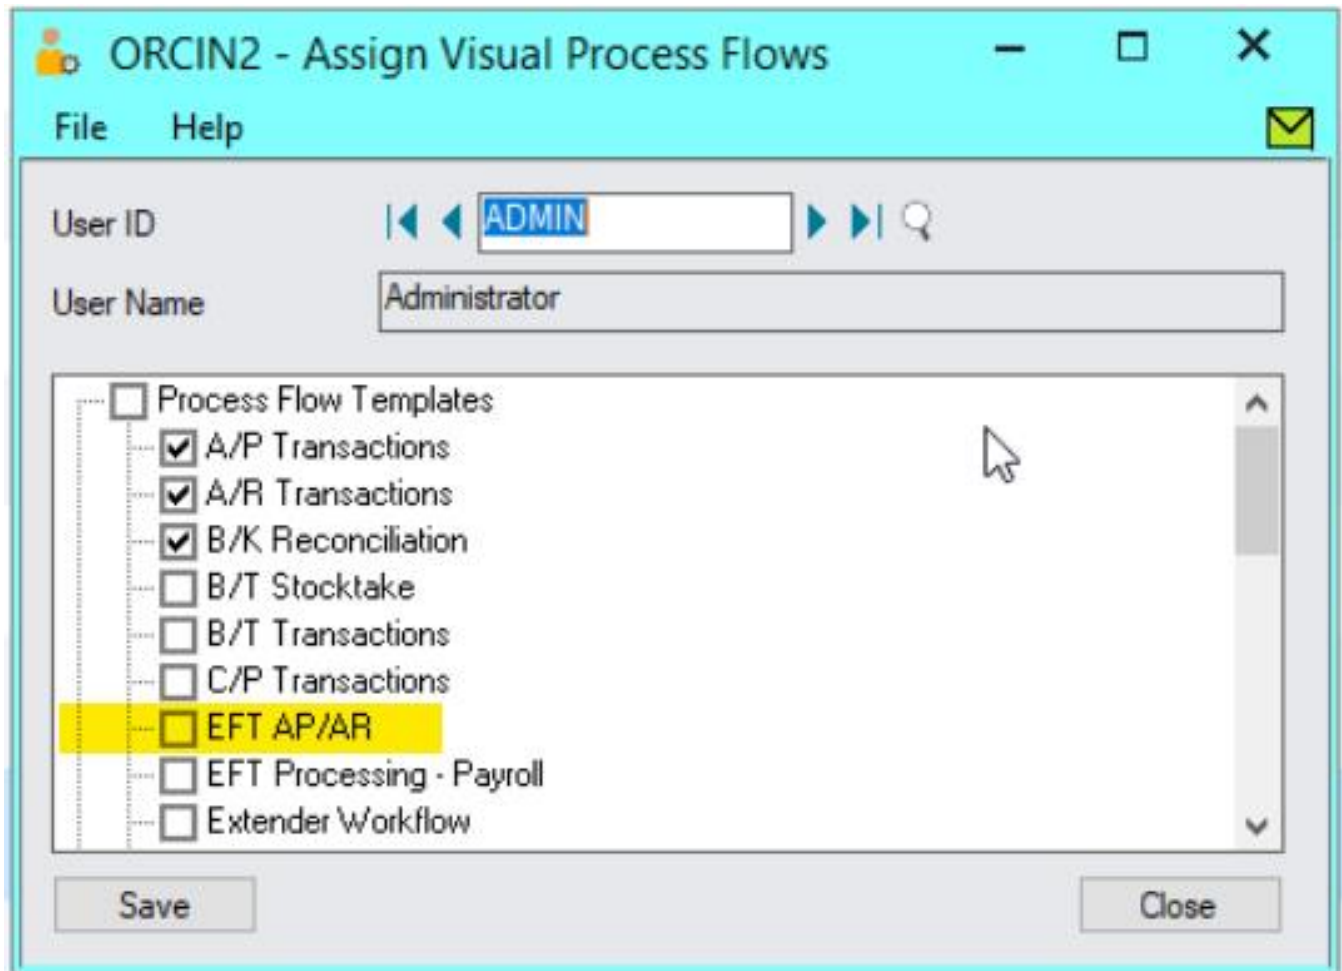 ORCIN2 - Assign Visual Process Flows
File Help
User ID ADMIN
User Name Administrator
Process Flow Templates
A/P Transactions
A/R Transactions
B/K Reconciliation
B/T Stocktake
B/T Transactions
C/P Transactions
EFT AP/AR
EFT Processing - Payroll
Extender Workflow
Save Close